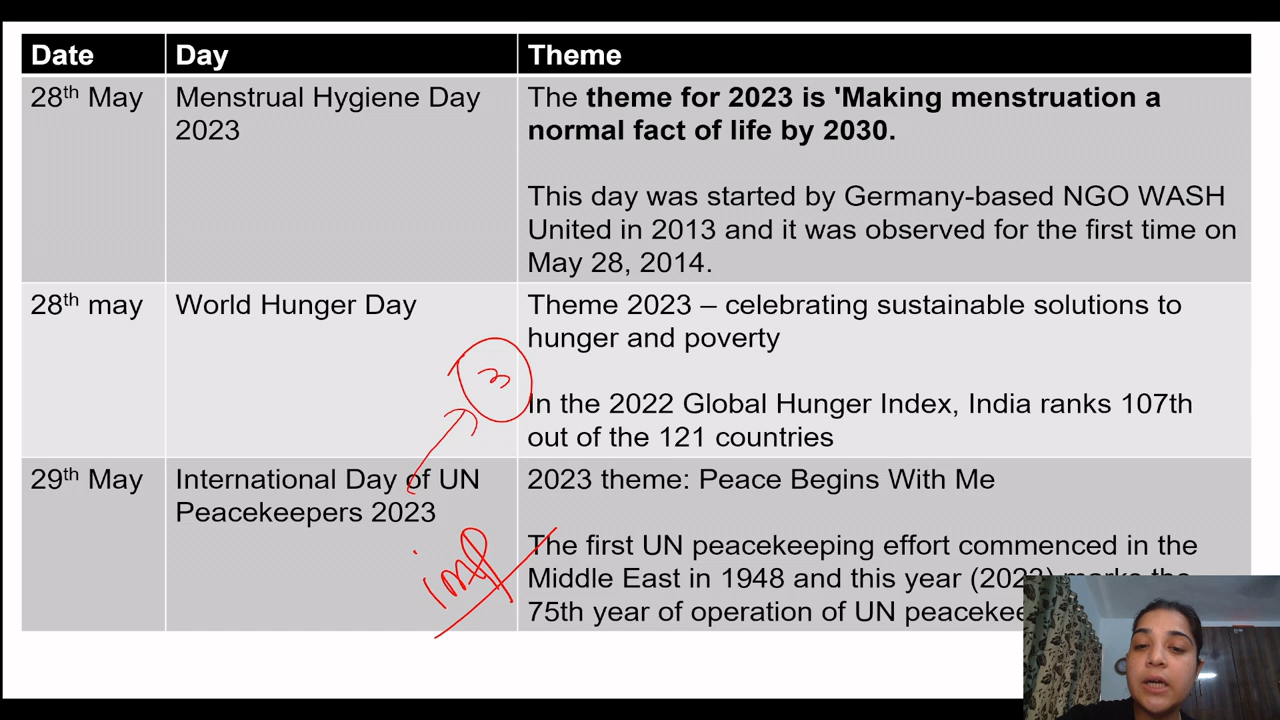 Date Day Theme
28th May Menstrual Hygiene Day The theme for 2023 is 'Making menstruation a
2023 normal fact of life by 2030.
This day was started by Germany-based NGO WASH
United in 2013 and it was observed for the first time on
May 28, 2014.
28th may World Hunger Day Theme 2023 – celebrating sustainable solutions to
hunger and poverty
3
In the 2022 Global Hunger Index, India ranks 107th
out of the 121 countries
29th May International Day of UN 2023 theme: Peace Begins With Me
Peacekeepers 2023
imp
The first UN peacekeeping effort commenced in the
Middle East in 1948 and this year (2023) marks the
75th year of operation of UN